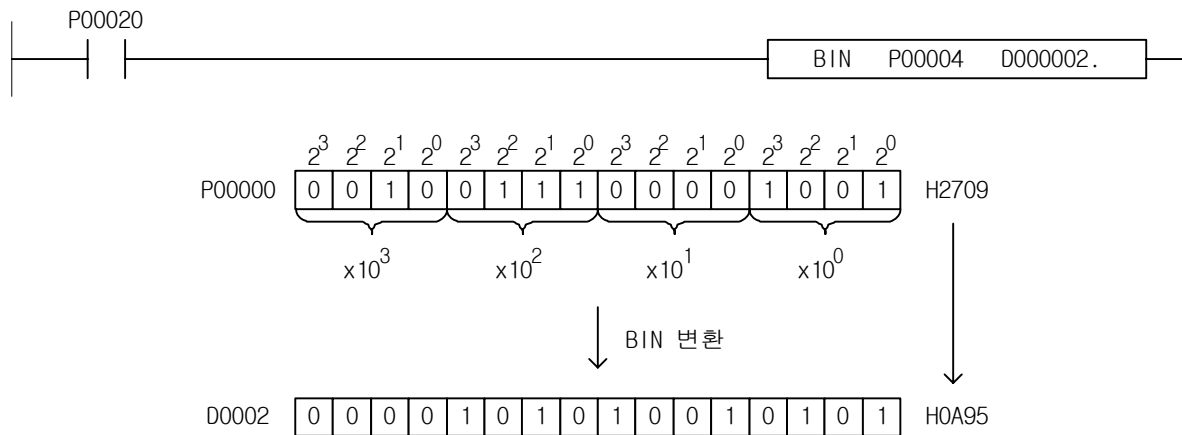 P00020
BIN P00004 D000002.
2^3 2^2 2^1 2^0 2^3 2^2 2^1 2^0 2^3 2^2 2^1 2^0 2^3 2^2 2^1 2^0
P00000 0 0 1 0 0 1 1 1 0 0 0 0 1 0 0 1 H2709
x10^3 x10^2 x10^1 x10^0
BIN 변환
D0002 0 0 0 0 1 0 1 0 1 0 0 1 0 1 0 1 H0A95